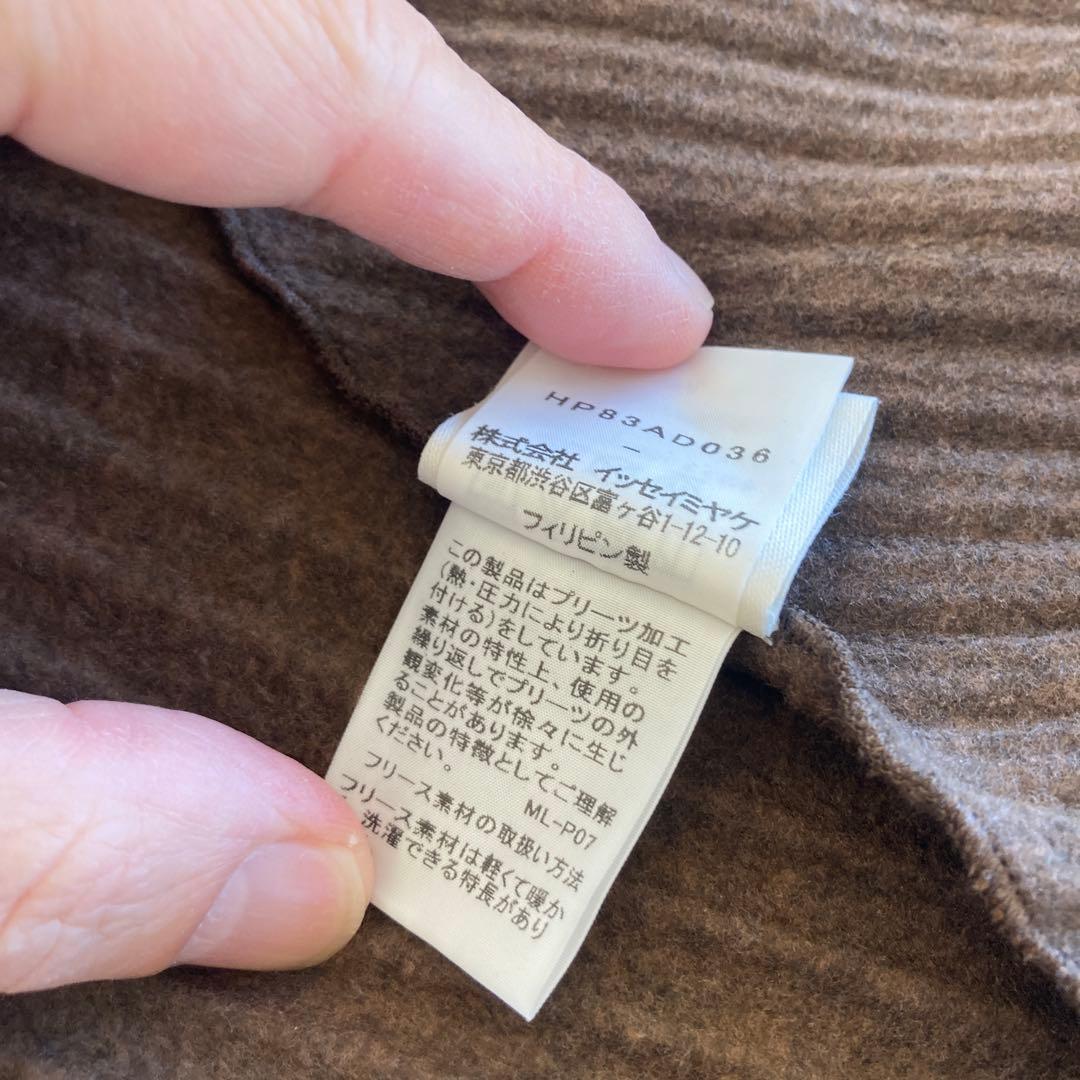 HP83AD036
–
株式会社 イッセイミヤケ
東京都渋谷区富ヶ谷1-12-10
フィリピン製
この製品はプリーツ加工
(熱・圧力により折り目を
付ける)をしています。
素材の特性上、使用の
繰り返しでプリーツの外
観変化等が徐々に生じ
ることがあります。
製品の特徴としてご理解
ください。
ML-P07
フリース素材の取扱い方法
フリース素材は軽くて暖か
洗濯できる特長があり